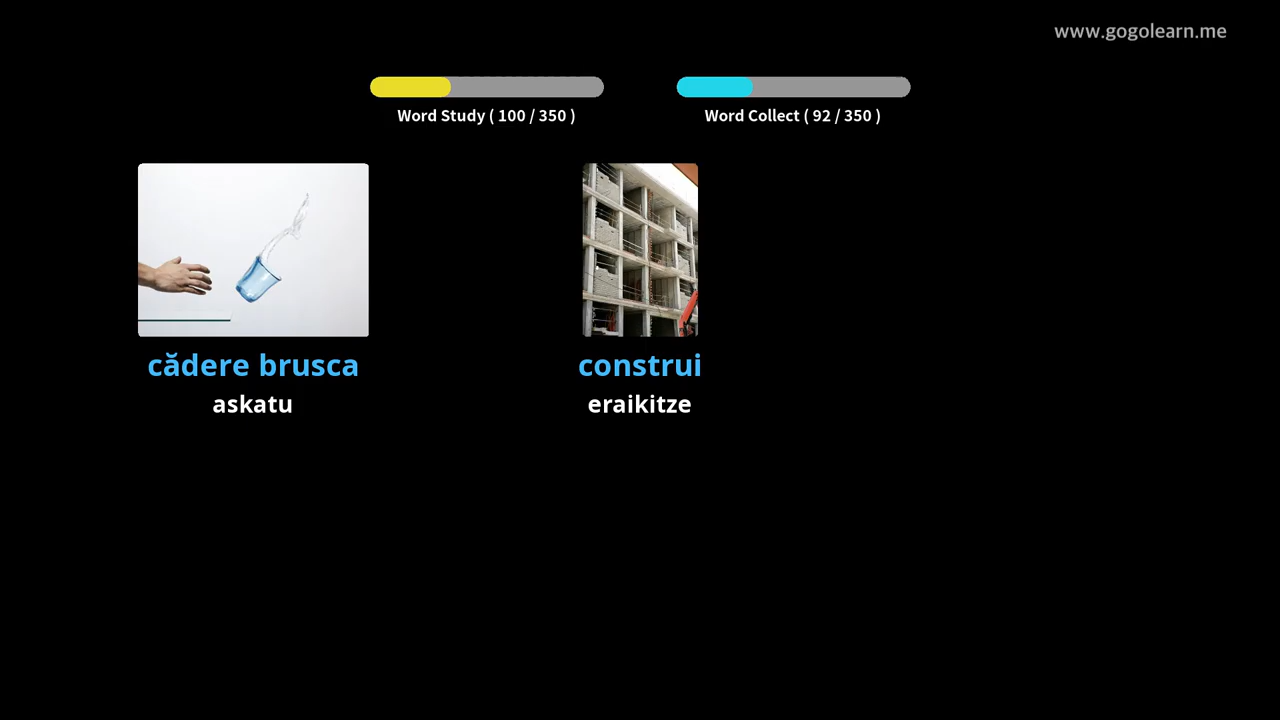 www.gogolearn.me
Word Study ( 100 / 350 )
Word Collect ( 92 / 350 )
cădere brusca
askatu
construi
eraikitze